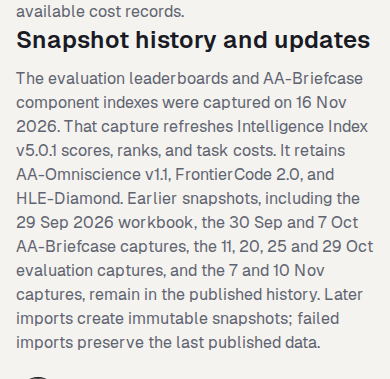 available cost records.
Snapshot history and updates
The evaluation leaderboards and AA-Briefcase
component indexes were captured on 16 Nov
2026. That capture refreshes Intelligence Index
v5.0.1 scores, ranks, and task costs. It retains
AA-Omniscience v1.1, FrontierCode 2.0, and
HLE-Diamond. Earlier snapshots, including the
29 Sep 2026 workbook, the 30 Sep and 7 Oct
AA-Briefcase captures, the 11, 20, 25 and 29 Oct
evaluation captures, and the 7 and 10 Nov
captures, remain in the published history. Later
imports create immutable snapshots; failed
imports preserve the last published data.